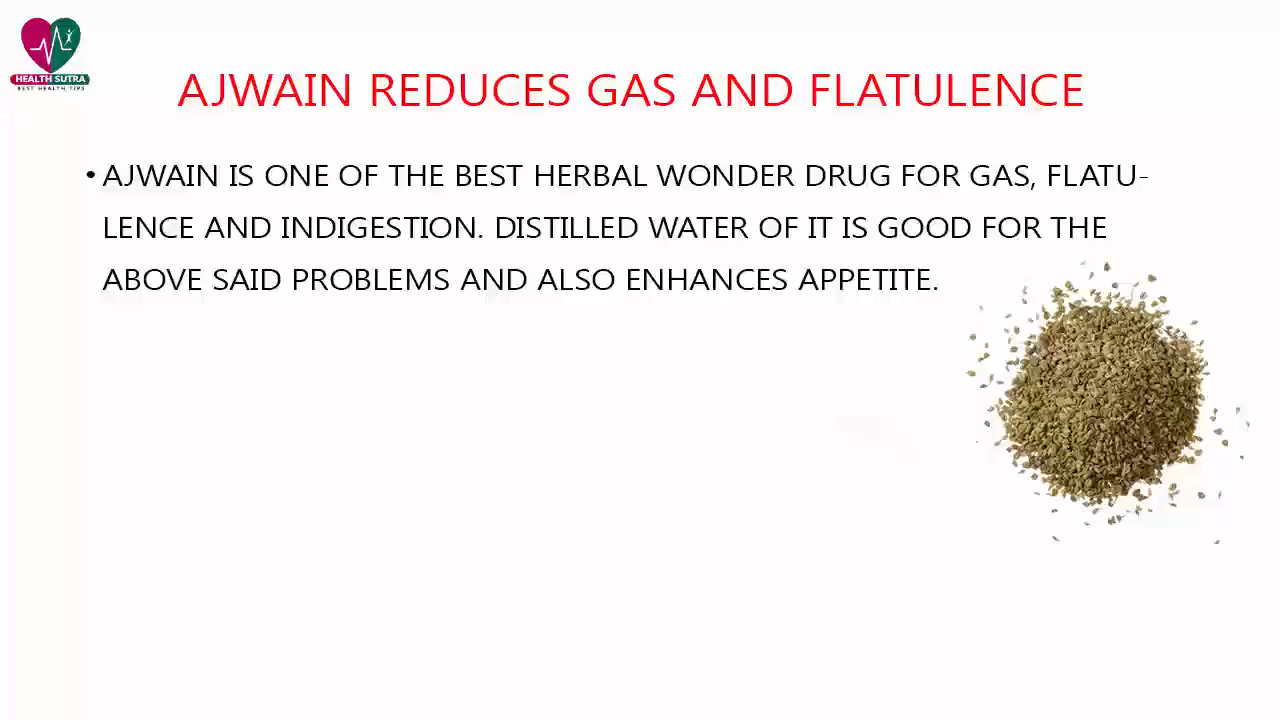 HEALTH SUTRA
BEST HEALTH TIPS
AJWAIN REDUCES GAS AND FLATULENCE
• AJWAIN IS ONE OF THE BEST HERBAL WONDER DRUG FOR GAS, FLATU-
LENCE AND INDIGESTION. DISTILLED WATER OF IT IS GOOD FOR THE
ABOVE SAID PROBLEMS AND ALSO ENHANCES APPETITE.